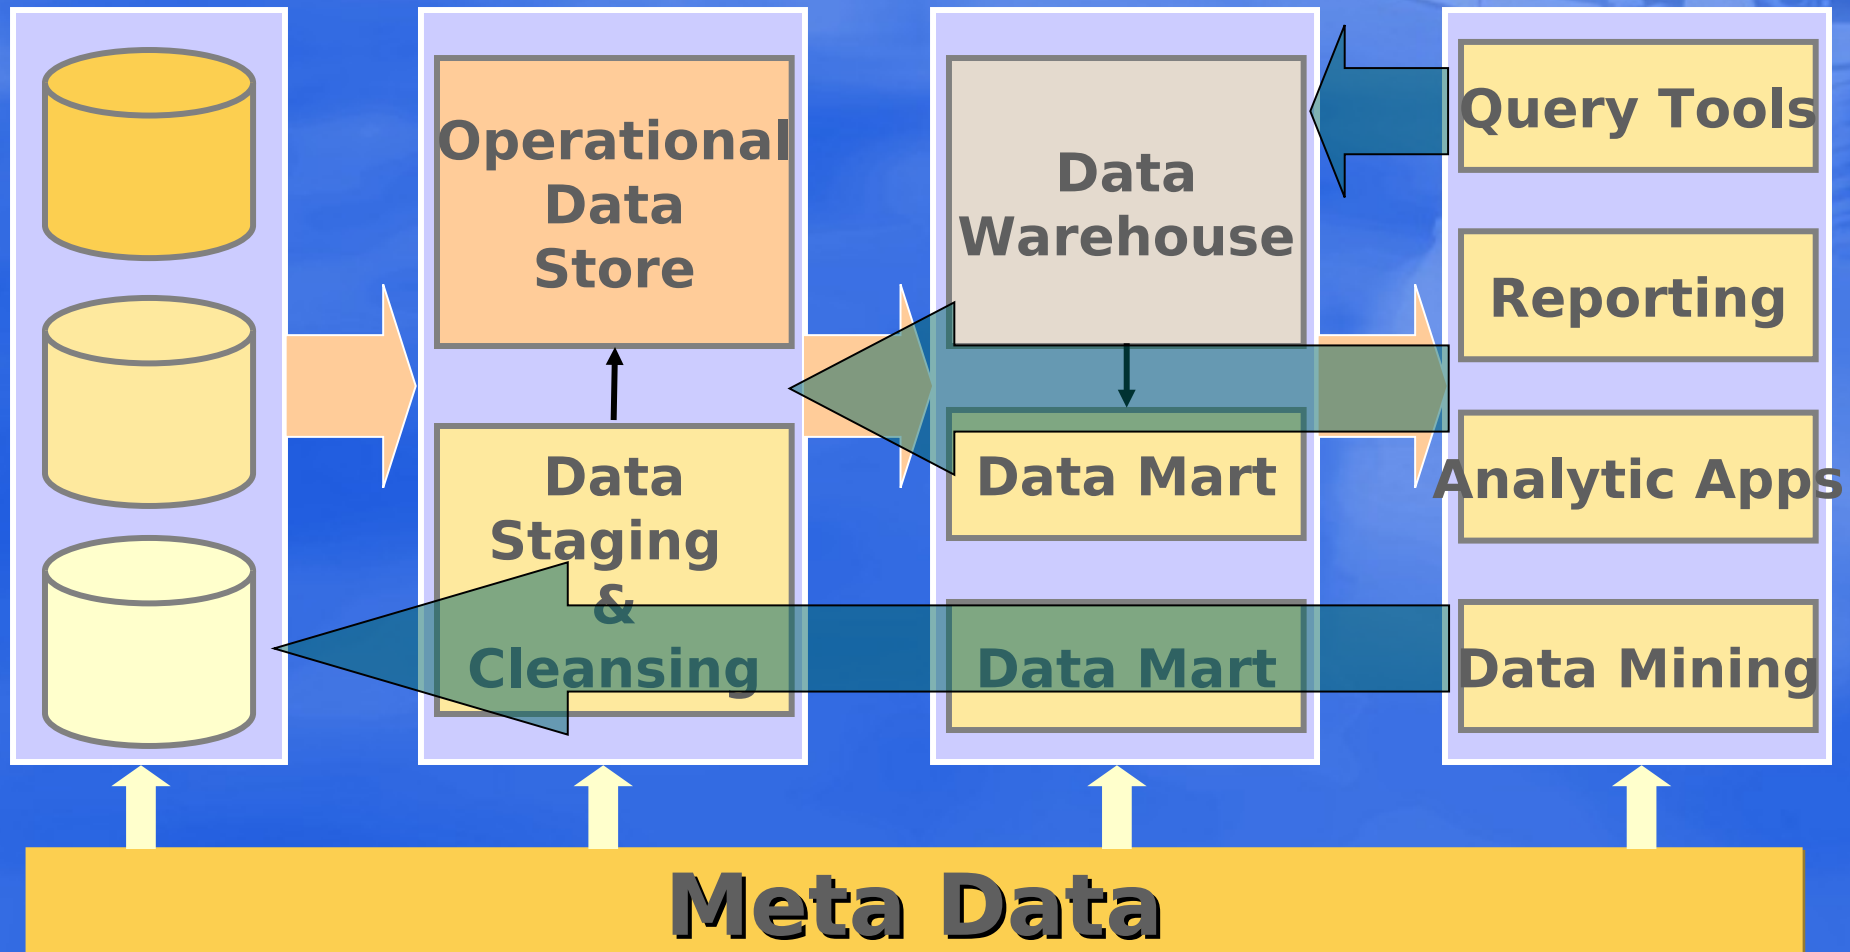 Operational
Data
Store
Data
Staging
&
Cleansing
Data
Warehouse
Data Mart
Data Mart
Query Tools
Reporting
Analytic Apps
Data Mining
Meta Data